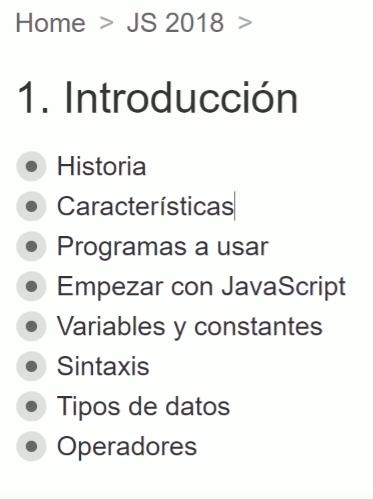 Home > JS 2018 >
1. Introducción
Historia
Características
Programas a usar
Empezar con JavaScript
Variables y constantes
Sintaxis
Tipos de datos
Operadores